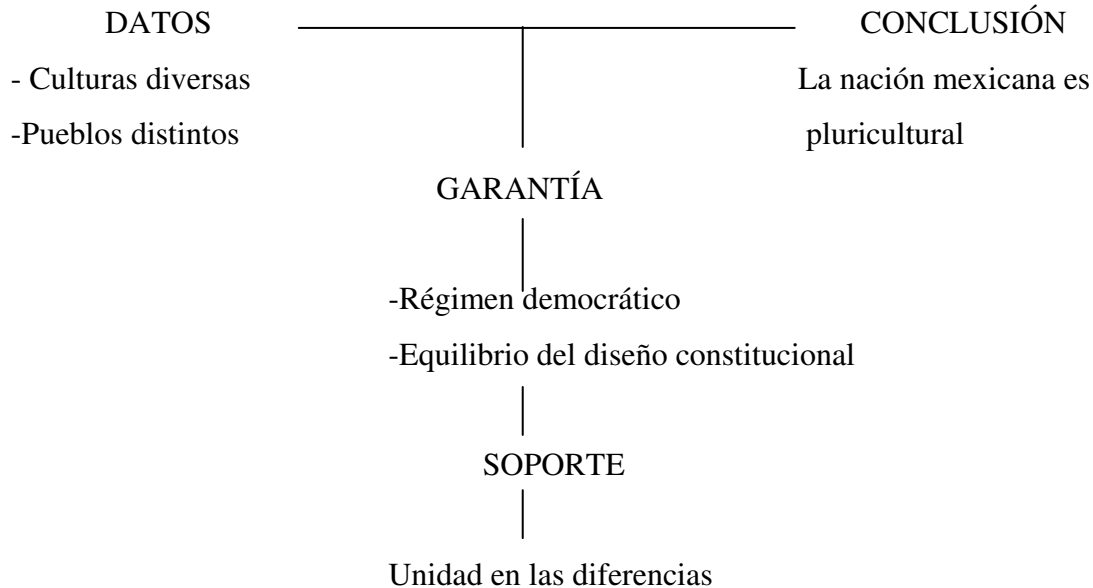 DATOS
CONCLUSIÓN
- Culturas diversas
La nación mexicana es
-Pueblos distintos
pluricultural
GARANTÍA
-Régimen democrático
-Equilibrio del diseño constitucional
SOPORTE
Unidad en las diferencias